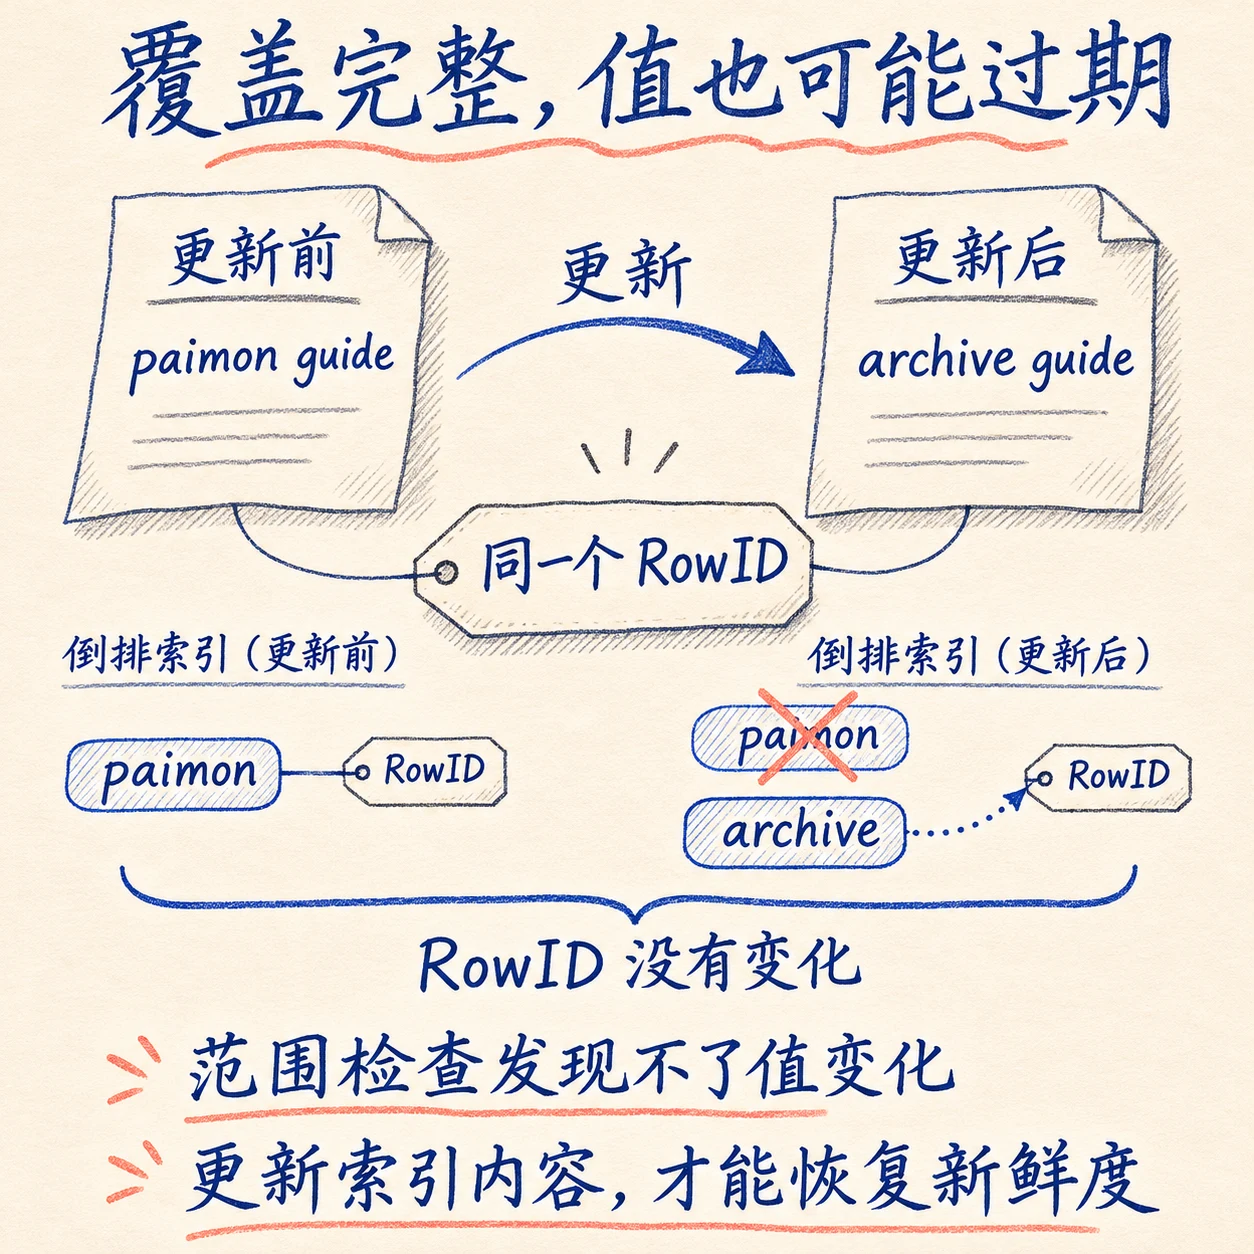 覆盖完整，值也可能过期
更新前
paimon guide
更新
更新后
archive guide
同一个 RowID
倒排索引（更新前）
paimon
RowID
倒排索引（更新后）
paimon
archive
RowID
RowID 没有变化
范围检查发现不了值变化
更新索引内容，才能恢复新鲜度